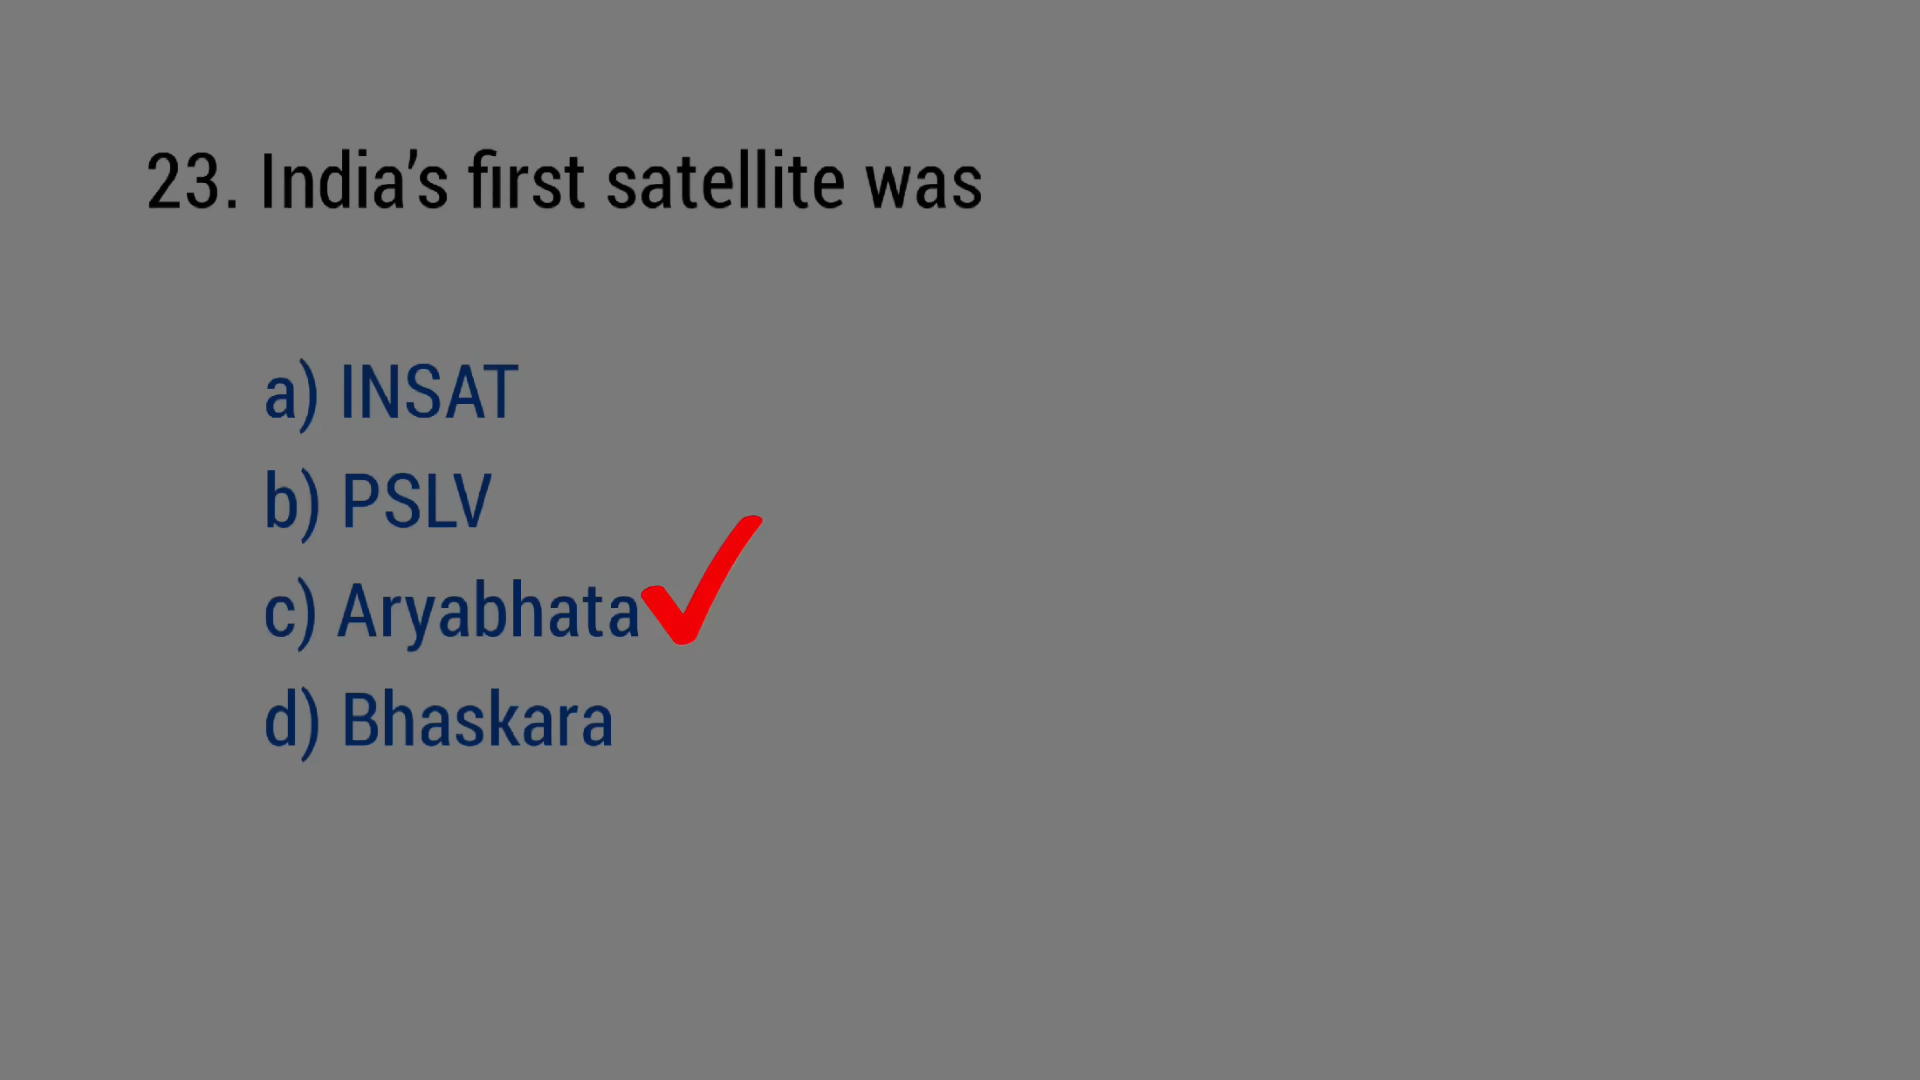 23. India’s first satellite was
a) INSAT
b) PSLV
c) Aryabhata
d) Bhaskara